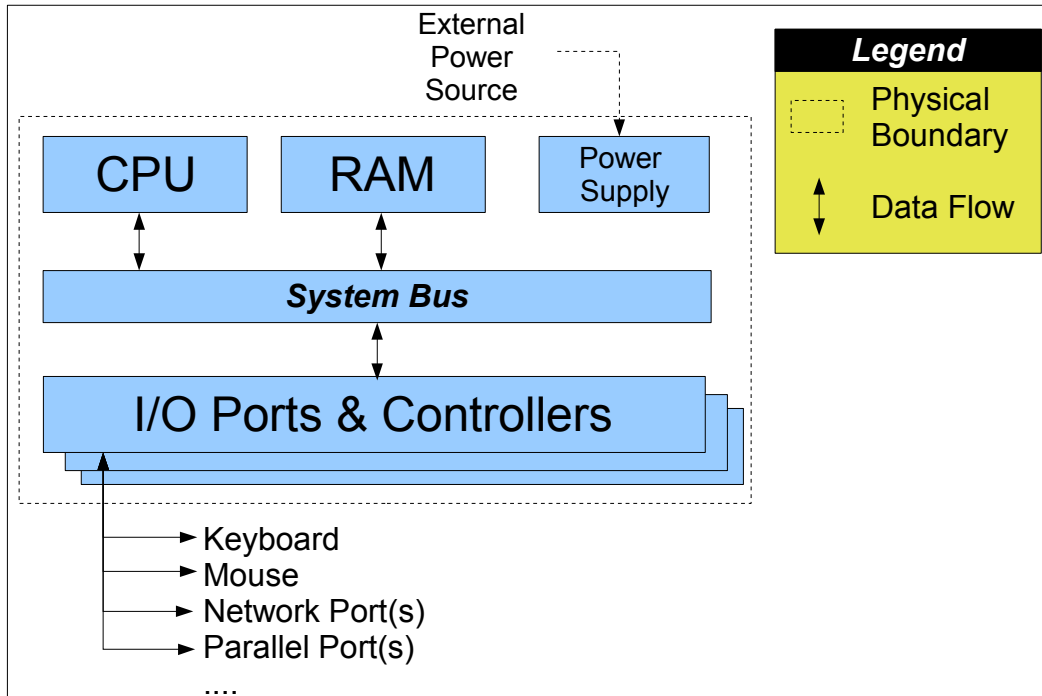 External
Power
Source
Legend
Physical
Boundary
Data Flow
CPU
RAM
Power
Supply
System Bus
I/O Ports & Controllers
Keyboard
Mouse
Network Port(s)
Parallel Port(s)
....